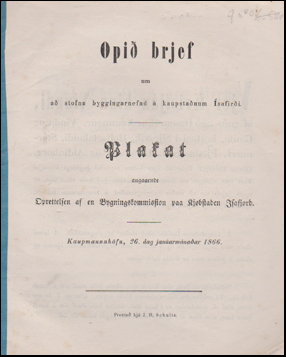 Opið brjef
um
að stofna byggingarnefnd á kaupstaðnum Ísafirði.
Plakat
angaaende
Oprettelsen af en Bygningskommission paa Kjøbstaden Isafjord.
Kaupmannahöfn, 26. dag janúarmánaðar 1866.
Prentað hjá J. H. Schultz.